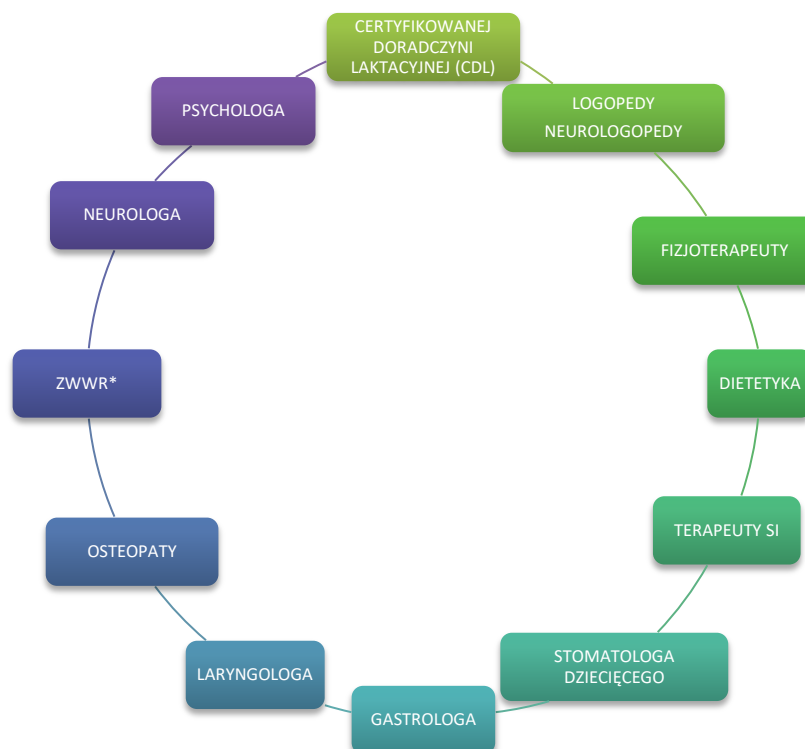 CERTYFIKOWANEJ
DORADCZYNI
LAKTACYJNEJ (CDL)
LOGOPEDY
NEUROLOGOPEDY
FIZJOTERAPEUTY
DIETETYKA
TERAPEUTY SI
STOMATOLOGA
DZIECIĘCEGO
GASTROLOGA
LARYNGOLOGA
OSTEOPATY
ZWWR*
NEUROLOGA
PSYCHOLOGA